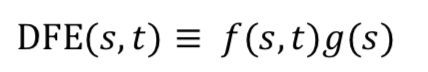 DFE(s, t) ≡ f(s, t)g(s)